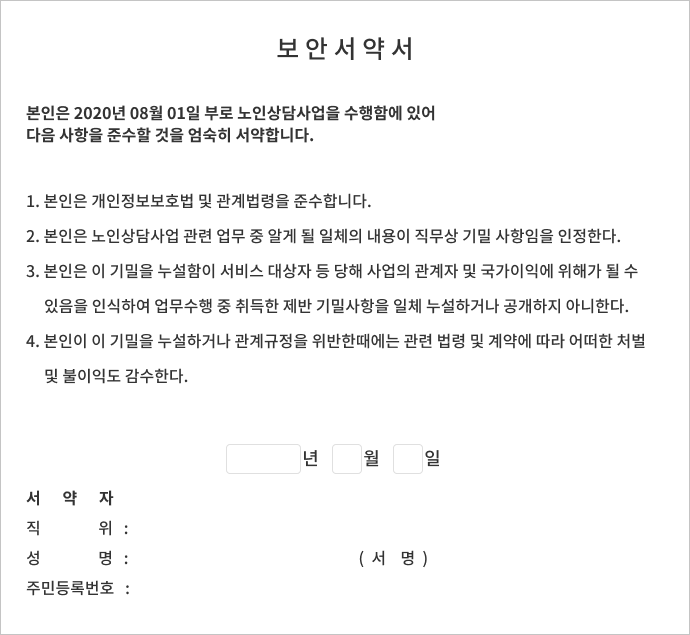 보 안 서 약 서
본인은 2020년 08월 01일 부로 노인상담사업을 수행함에 있어
다음 사항을 준수할 것을 엄숙히 서약합니다.
1. 본인은 개인정보보호법 및 관계법령을 준수합니다.
2. 본인은 노인상담사업 관련 업무 중 알게 될 일체의 내용이 직무상 기밀 사항임을 인정한다.
3. 본인은 이 기밀을 누설함이 서비스 대상자 등 당해 사업의 관계자 및 국가이익에 위해가 될 수
있음을 인식하여 업무수행 중 취득한 제반 기밀사항을 일체 누설하거나 공개하지 아니한다.
4. 본인이 이 기밀을 누설하거나 관계규정을 위반한때에는 관련 법령 및 계약에 따라 어떠한 처벌
및 불이익도 감수한다.
년 월 일
서 약 자
직 위 :
성 명 : ( 서 명 )
주민등록번호 :